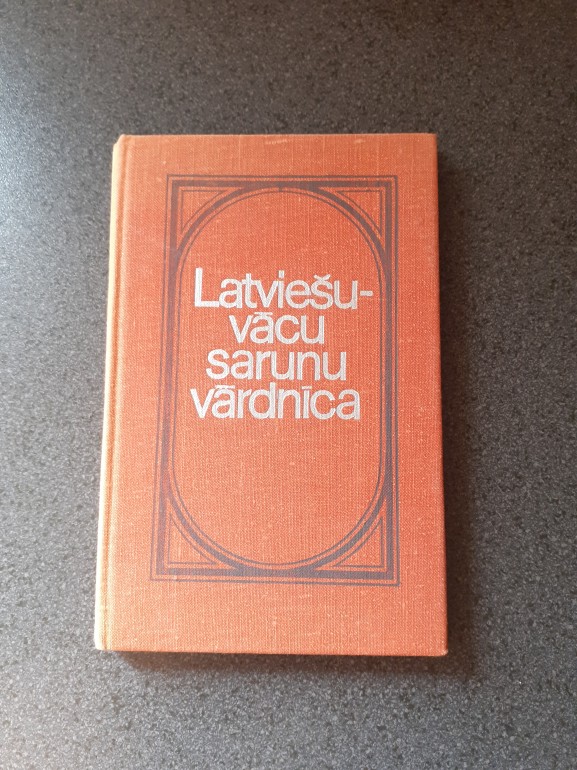 Latviešu-
vācu
sarunu
vārdnīca